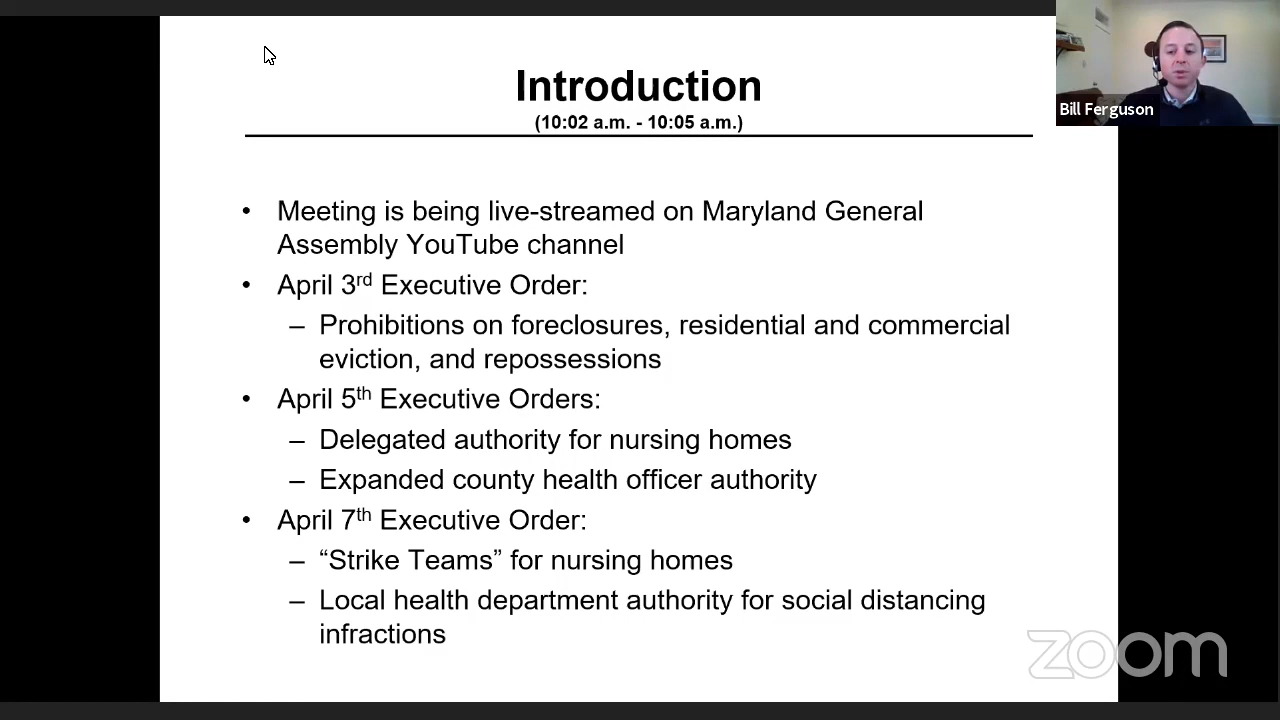 Introduction
(10:02 a.m. - 10:05 a.m.)
Bill Ferguson
• Meeting is being live-streamed on Maryland General
Assembly YouTube channel
• April 3rd Executive Order:
– Prohibitions on foreclosures, residential and commercial
eviction, and repossessions
• April 5th Executive Orders:
– Delegated authority for nursing homes
– Expanded county health officer authority
• April 7th Executive Order:
– “Strike Teams” for nursing homes
– Local health department authority for social distancing
infractions
zoom